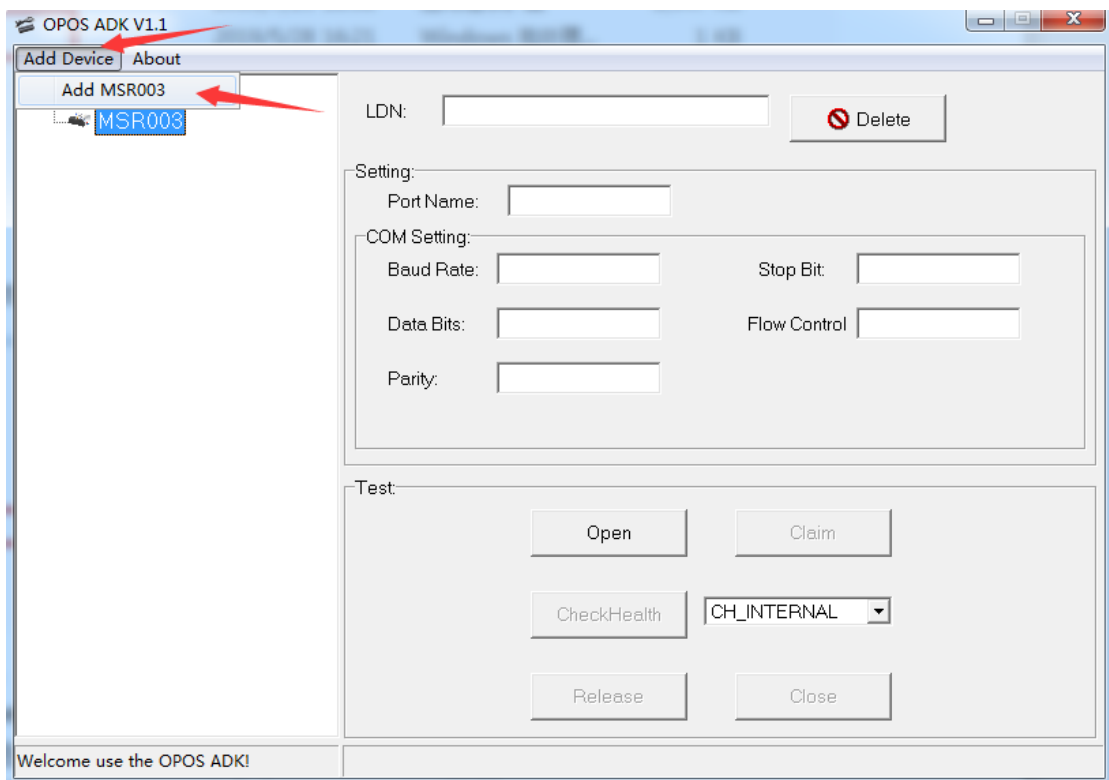 OPOS ADK V1.1
Add Device About
Add MSR003
MSR003
LDN:
Delete
Setting:
Port Name:
COM Setting:
Baud Rate:
Stop Bit:
Data Bits:
Flow Control
Parity:
Test:
Open
Claim
CheckHealth
CH_INTERNAL
Release
Close
Welcome use the OPOS ADK!